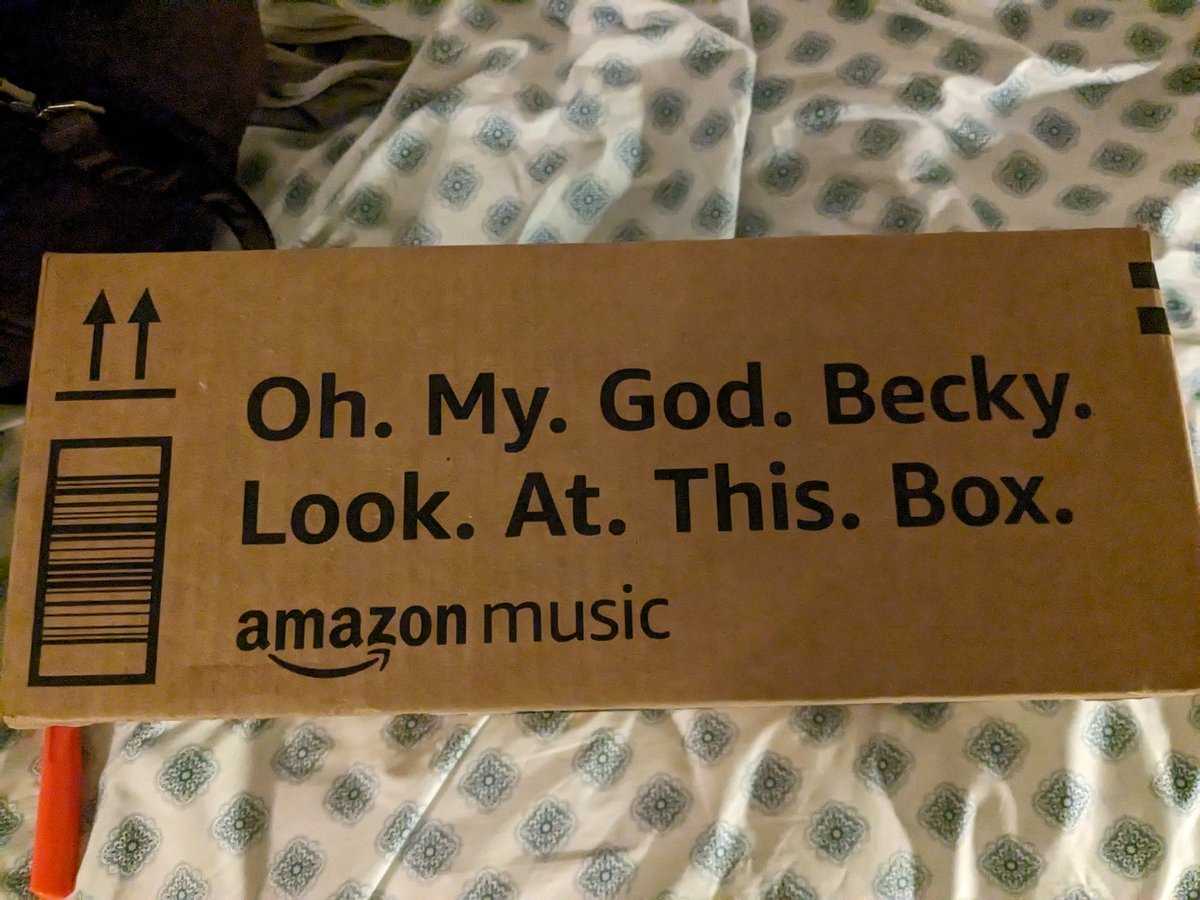 Oh. My. God. Becky.
Look. At. This. Box.
amazon music